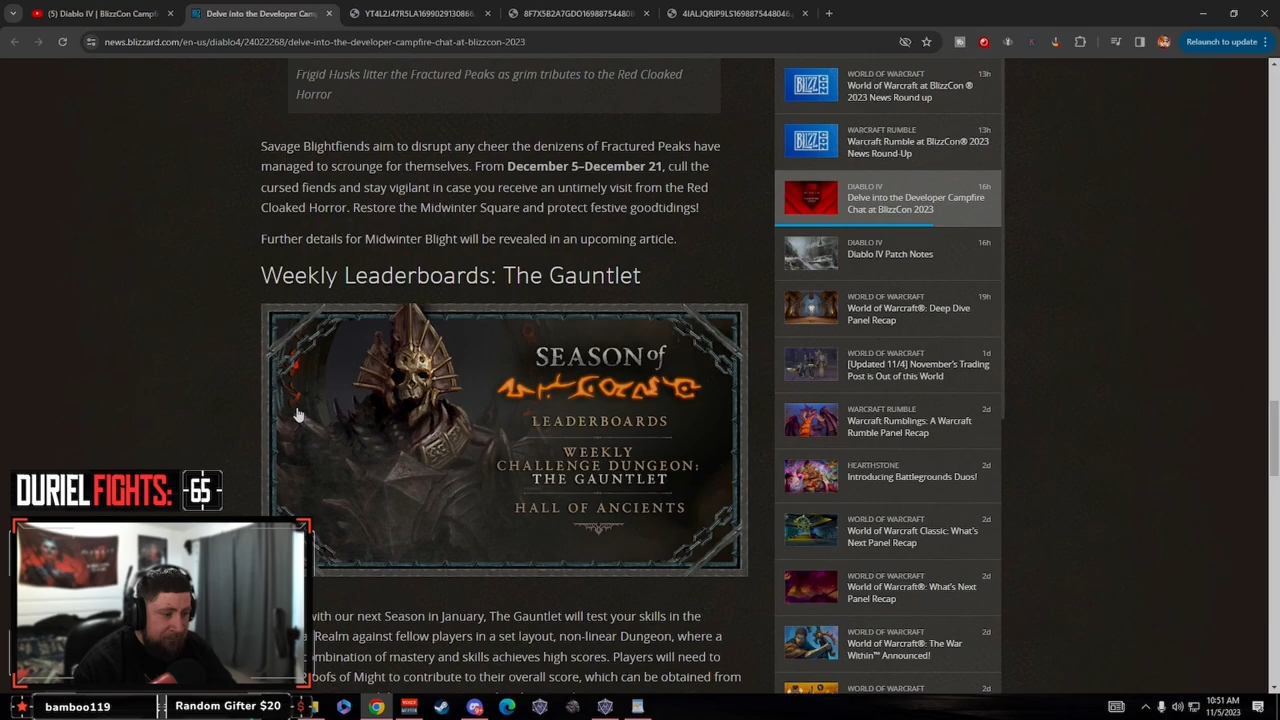 Diablo IV | BlizzCon Campf
Delve into the Developer Campf
YT4L2J47R5LA1699029130866.
8F7X5B2A7GDO16988754480
4IALJQRIP9LS1698875448046.
news.blizzard.com/en-us/diablo4/24022268/delve-into-the-developer-campfire-chat-at-blizzcon-2023
Relaunch to update
Frigid Husks litter the Fractured Peaks as grim tributes to the Red Cloaked
Horror
Savage Blightfiends aim to disrupt any cheer the denizens of Fractured Peaks have
managed to scrounge for themselves. From December 5–December 21, cull the
cursed fiends and stay vigilant in case you receive an untimely visit from the Red
Cloaked Horror. Restore the Midwinter Square and protect festive goodtidings!
Further details for Midwinter Blight will be revealed in an upcoming article.
Weekly Leaderboards: The Gauntlet
SEASON of
LEADERBOARDS
WEEKLY
CHALLENGE DUNGEON:
THE GAUNTLET
HALL OF ANCIENTS
with our next Season in January, The Gauntlet will test your skills in the
Realm against fellow players in a set layout, non-linear Dungeon, where a
combination of mastery and skills achieves high scores. Players will need to
oofs of Might to contribute to their overall score, which can be obtained from
BLIZZ CON
WORLD OF WARCRAFT 13h
World of Warcraft at BlizzCon ®
2023 News Round up
BLIZZ CON
WARCRAFT RUMBLE 13h
Warcraft Rumble at BlizzCon® 2023
News Round-Up
DIABLO IV 16h
Delve into the Developer Campfire
Chat at BlizzCon 2023
DIABLO IV 16h
Diablo IV Patch Notes
WORLD OF WARCRAFT 19h
World of Warcraft®: Deep Dive
Panel Recap
WORLD OF WARCRAFT 1d
[Updated 11/4] November's Trading
Post is Out of this World
WARCRAFT RUMBLE 2d
Warcraft Rumblings: A Warcraft
Rumble Panel Recap
HEARTHSTONE 2d
Introducing Battlegrounds Duos!
WORLD OF WARCRAFT 2d
World of Warcraft Classic: What's
Next Panel Recap
WORLD OF WARCRAFT 2d
World of Warcraft®: What's Next
Panel Recap
WORLD OF WARCRAFT 2d
World of Warcraft®: The War
Within™ Announced!
WORLD OF WARCRAFT 2d
DURIEL FIGHTS: -65-
bamboo119
Random Gifter $20
10:51 AM
11/5/2023